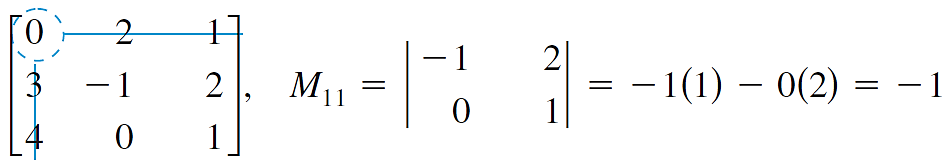 0 2 1
3 −1 2 , M₁₁ = | −1 2 | = −1(1) − 0(2) = −1
| 0 1 |
4 0 1